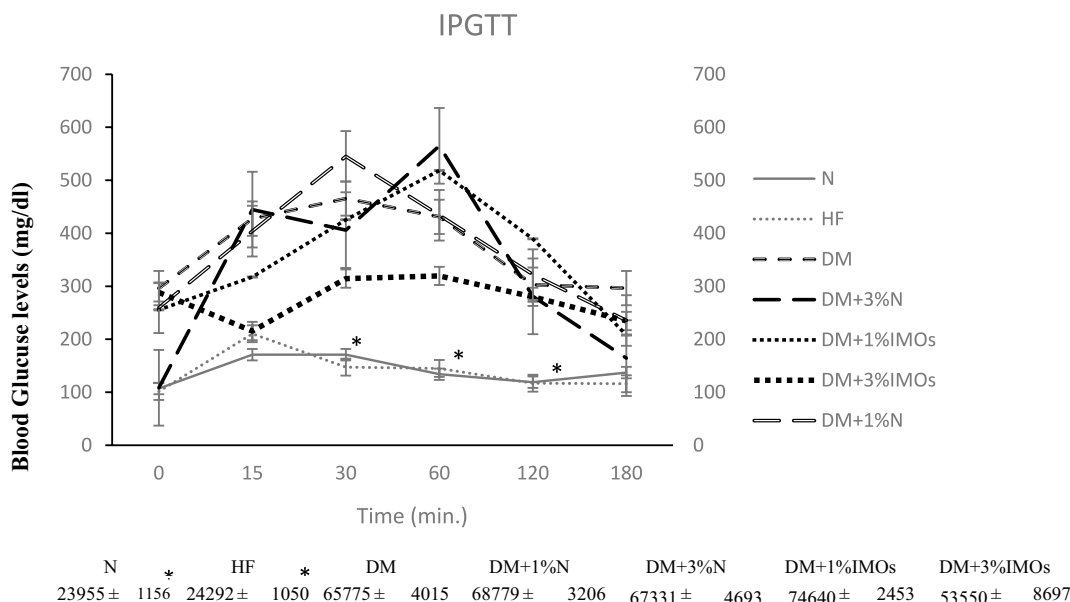 IPGTT
700 700
600 600
500 500
400 400
300 300
200 200
100 100
0 0
Blood Glucuse levels (mg/dl)
* * *
0 15 30 60 120 180
Time (min.)
N
HF
DM
DM+3%N
DM+1%IMOs
DM+3%IMOs
DM+1%N
N * HF * DM DM+1%N DM+3%N DM+1%IMOs DM+3%IMOs
23955 ± 1156 24292 ± 1050 65775 ± 4015 68779 ± 3206 67331 ± 4693 74640 ± 2453 53550 ± 8697